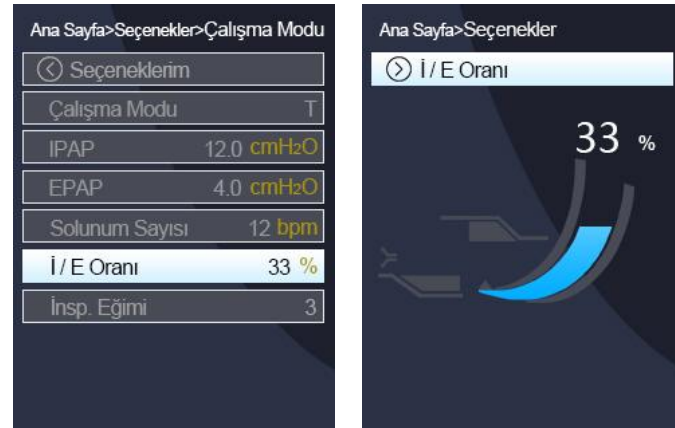 Ana Sayfa>Seçenekler>Çalışma Modu
Seçeneklerim
Çalışma Modu T
IPAP 12.0 cmH2O
EPAP 4.0 cmH2O
Solunum Sayısı 12 bpm
İ / E Oranı 33 %
İnsp. Eğimi 3
Ana Sayfa>Seçenekler
İ / E Oranı
33 %